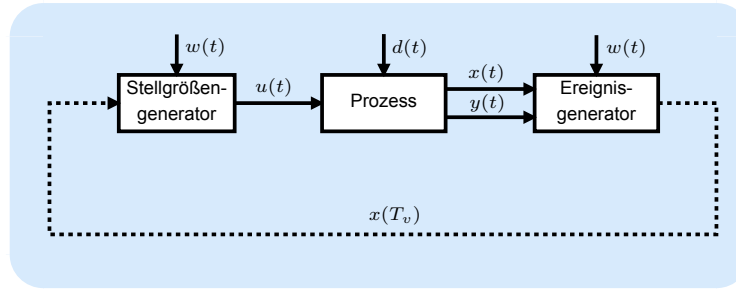 w(t)
d(t)
w(t)
Stellgrößen-
generator
u(t)
Prozess
x(t)
y(t)
Ereignis-
generator
x(T_v)